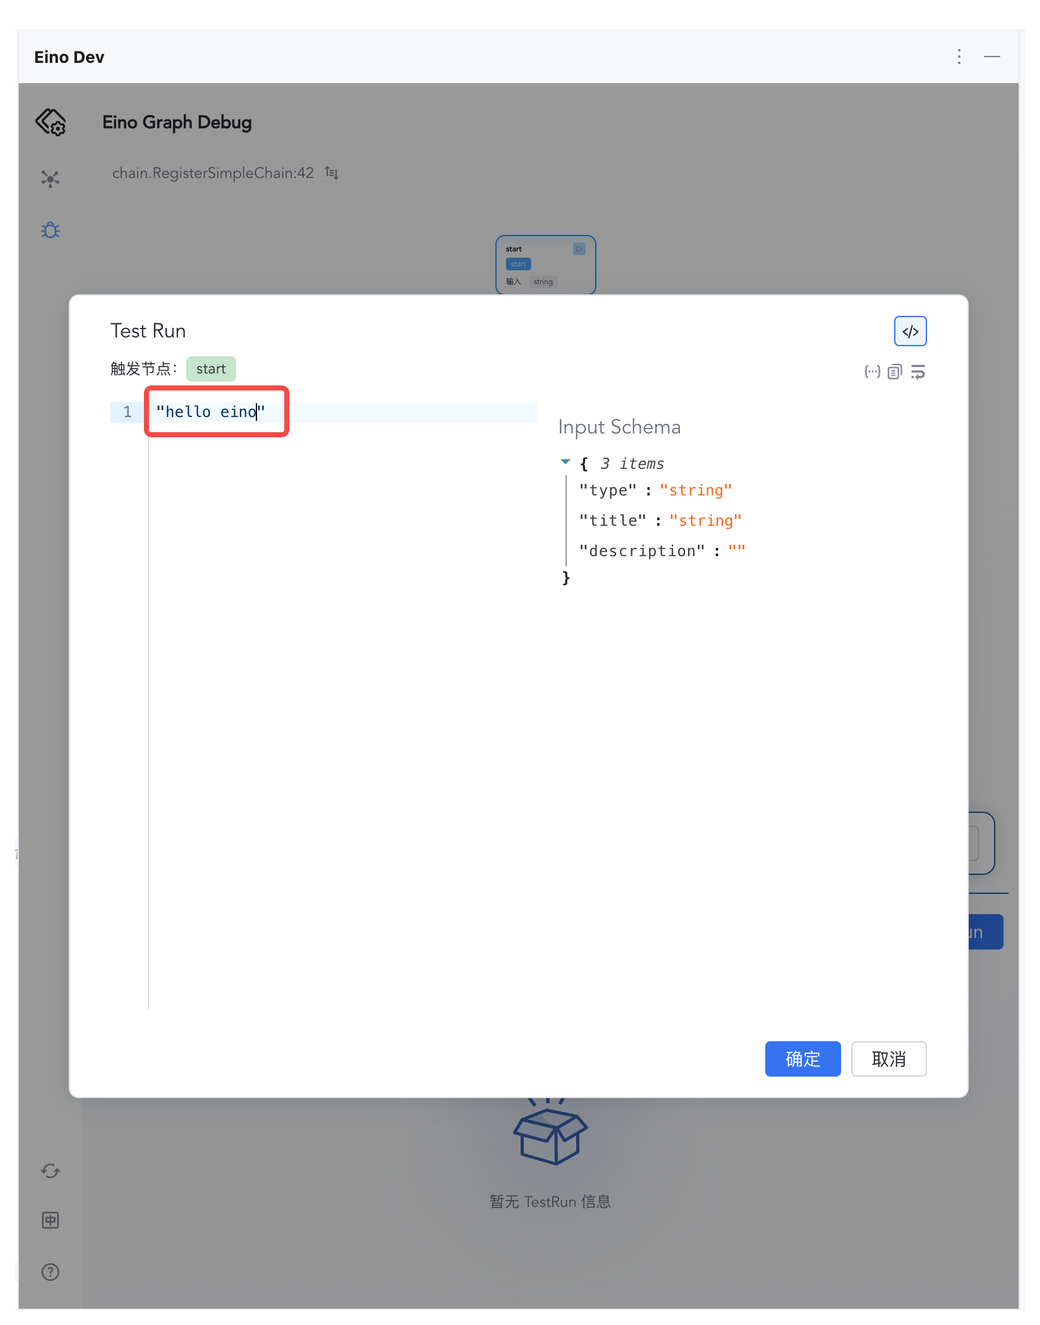 Eino Dev
Eino Graph Debug
chain.RegisterSimpleChain:42
start
start
输入 string
Test Run
</>
触发节点: start
1 "hello eino"
Input Schema
{ 3 items
"type" : "string"
"title" : "string"
"description" : ""
}
un
确定 取消
暂无 TestRun 信息
中